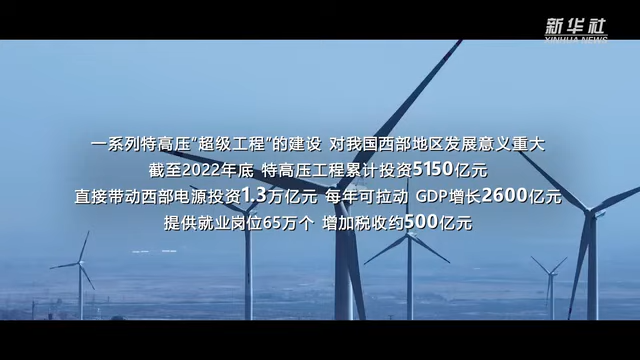 新华社
XINHUA NEWS
一系列特高压“超级工程”的建设 对我国西部地区发展意义重大
截至2022年底 特高压工程累计投资5150亿元
直接带动西部电源投资1.3万亿元 每年可拉动 GDP增长2600亿元
提供就业岗位65万个 增加税收约500亿元